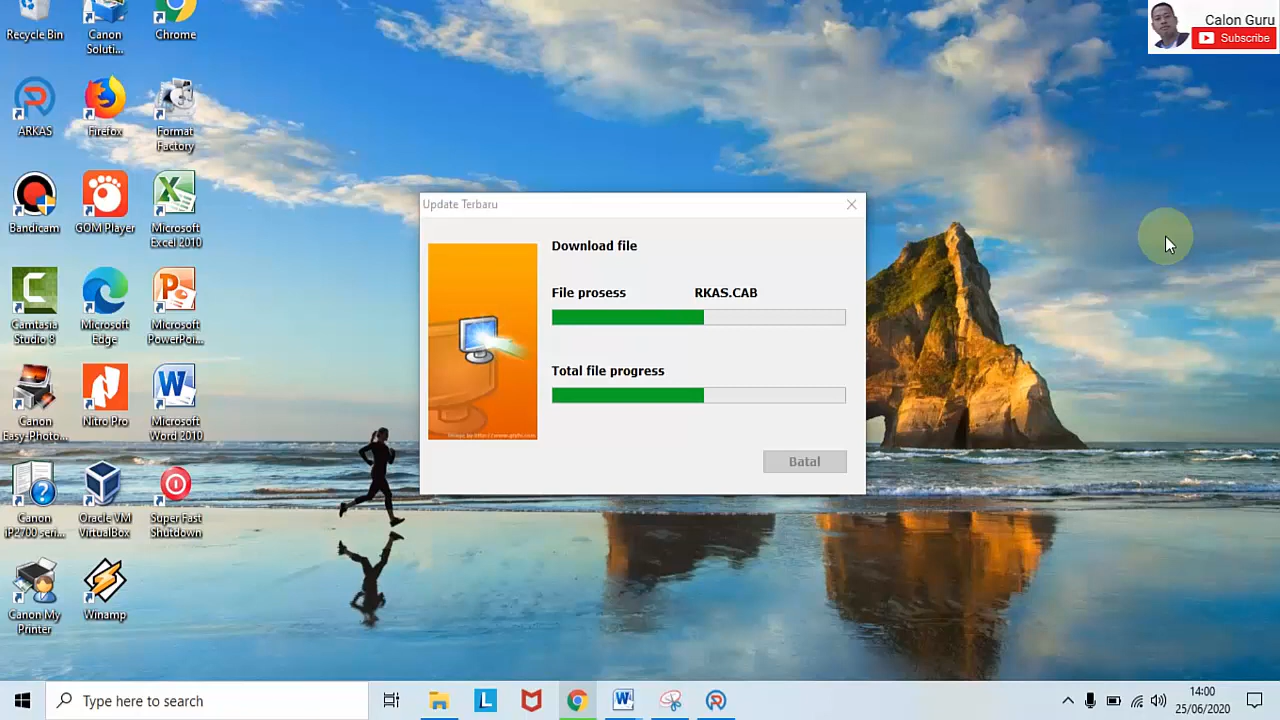 Recycle Bin
Canon
Soluti...
Chrome
Calon Guru
Subscribe
ARKAS
Firefox
Format
Factory
Bandicam
GOM Player
Microsoft
Excel 2010
Camtasia
Studio 8
Microsoft
Edge
Microsoft
PowerPoi...
Canon
Easy-Photo...
Nitro Pro
Microsoft
Word 2010
Canon
iP2700 seri...
Oracle VM
VirtualBox
Super Fast
Shutdown
Canon My
Printer
Winamp
Update Terbaru
Download file
File prosess
RKAS.CAB
Total file progress
Batal
Type here to search
14:00
25/06/2020